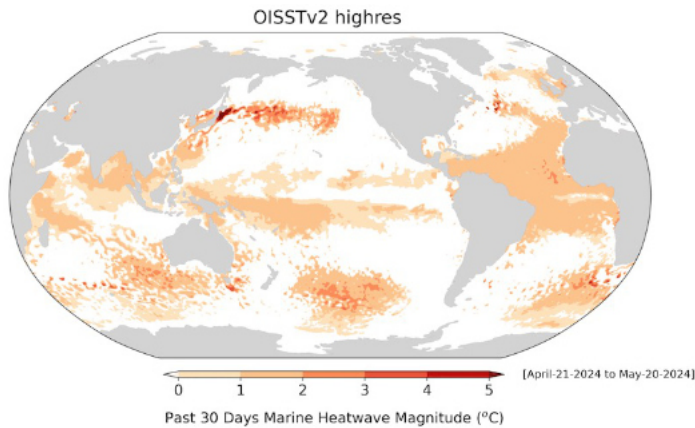 OISSTv2 highres
0 1 2 3 4 5
[April-21-2024 to May-20-2024]
Past 30 Days Marine Heatwave Magnitude (°C)